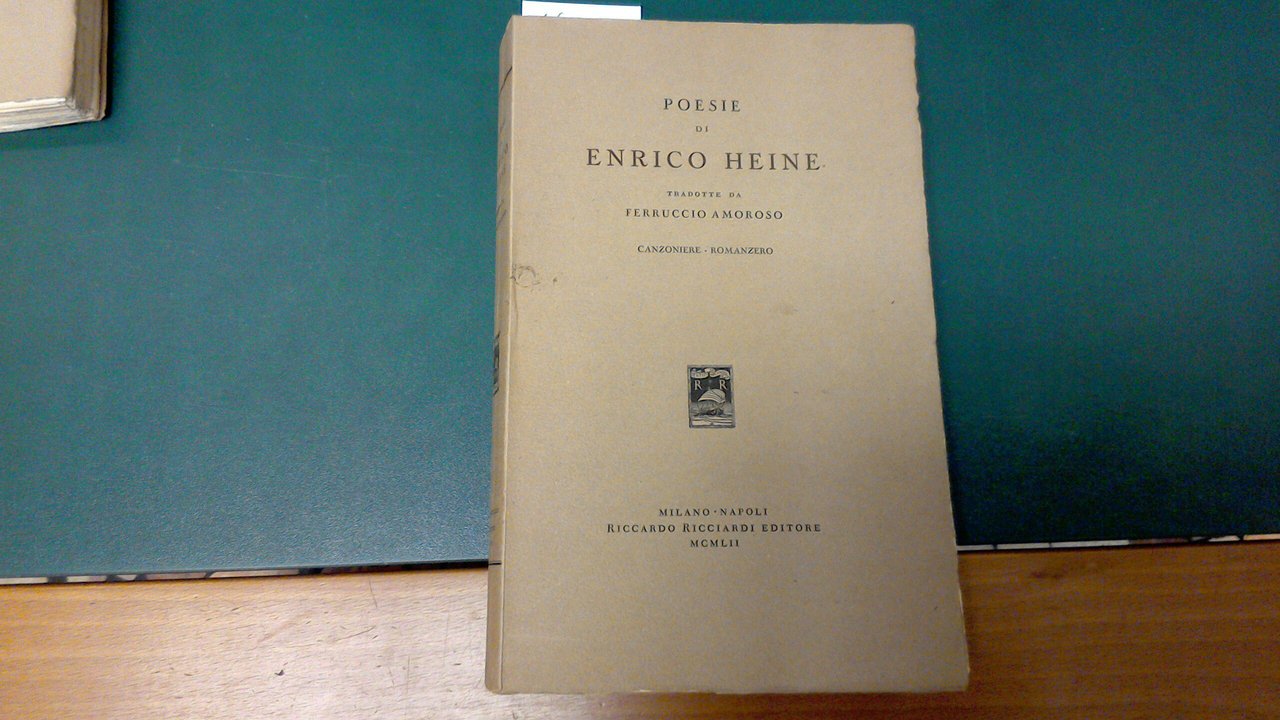 POESIE
DI
ENRICO HEINE
TRADOTTE DA
FERRUCCIO AMOROSO
CANZONIERE - ROMANZERO
R R
MILANO · NAPOLI
RICCARDO RICCIARDI EDITORE
MCMLII